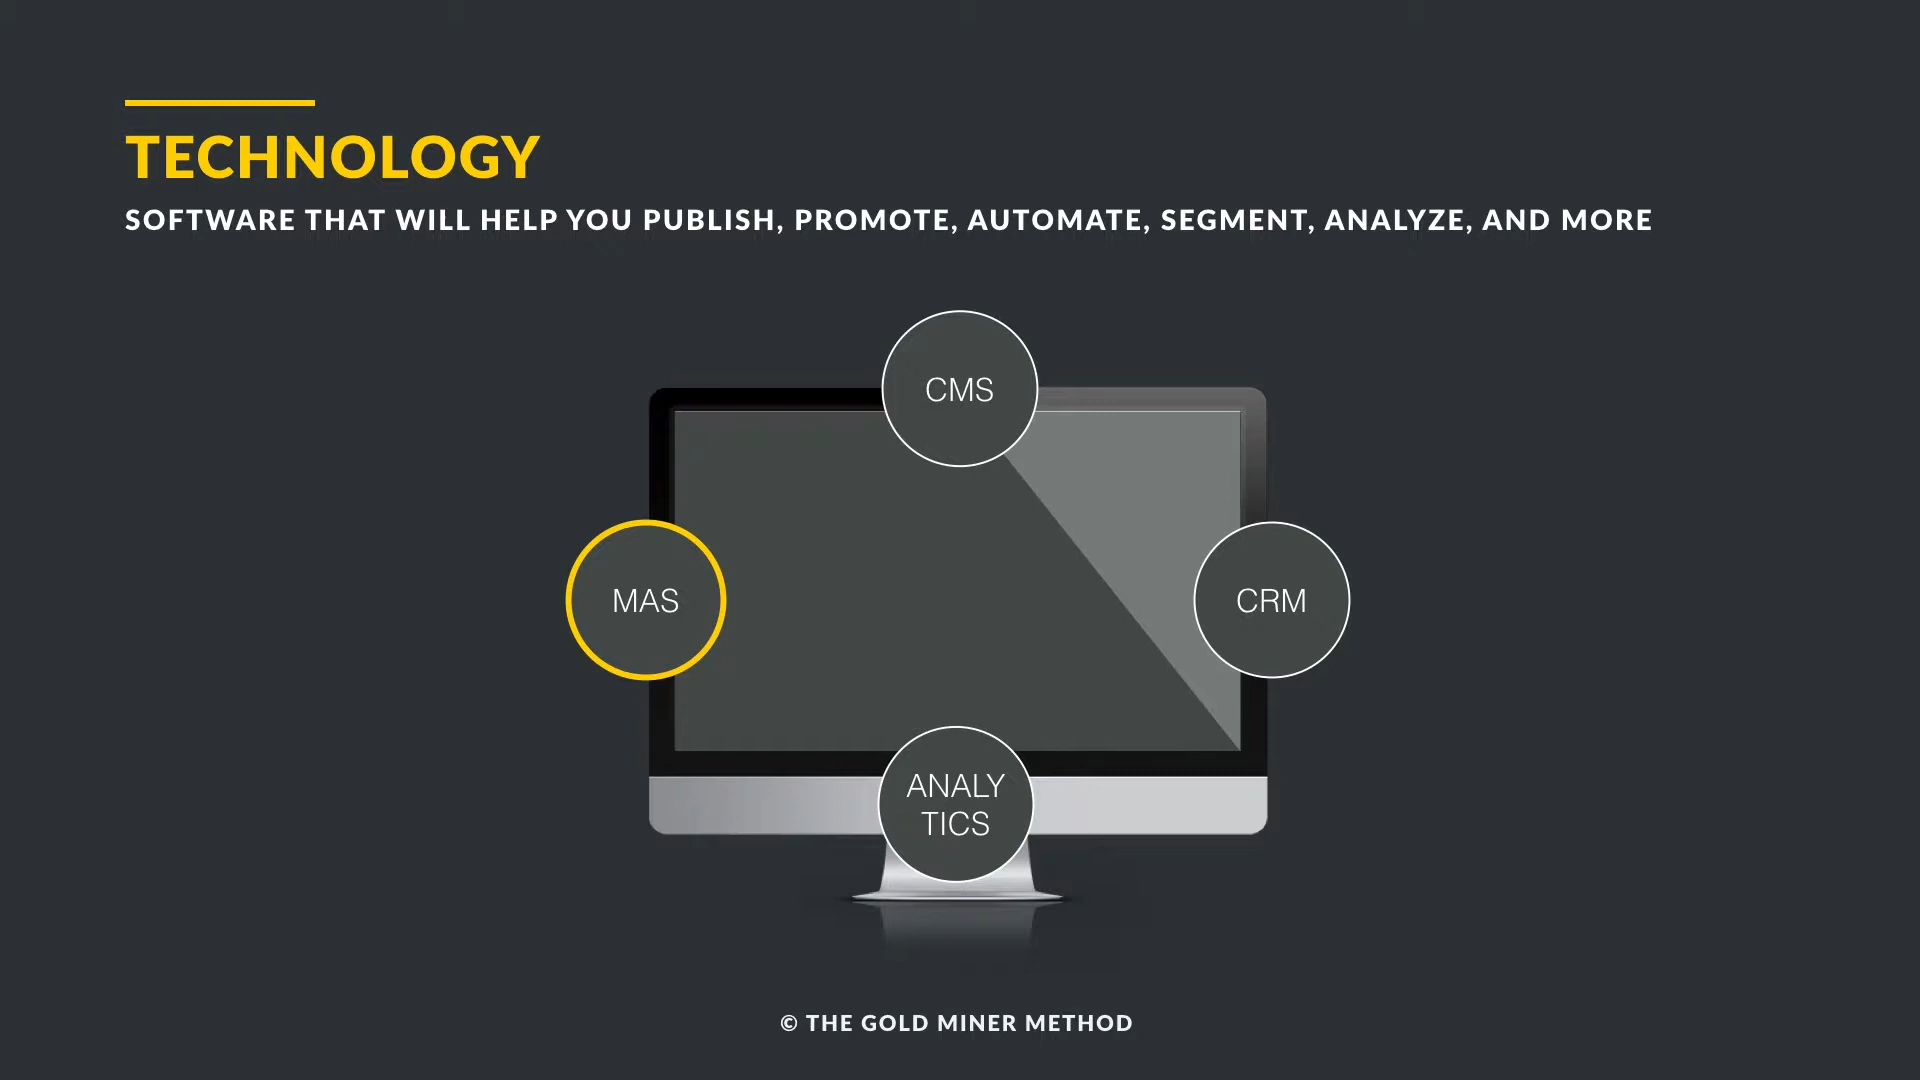 TECHNOLOGY
SOFTWARE THAT WILL HELP YOU PUBLISH, PROMOTE, AUTOMATE, SEGMENT, ANALYZE, AND MORE
CMS
MAS
CRM
ANALY
TICS
© THE GOLD MINER METHOD